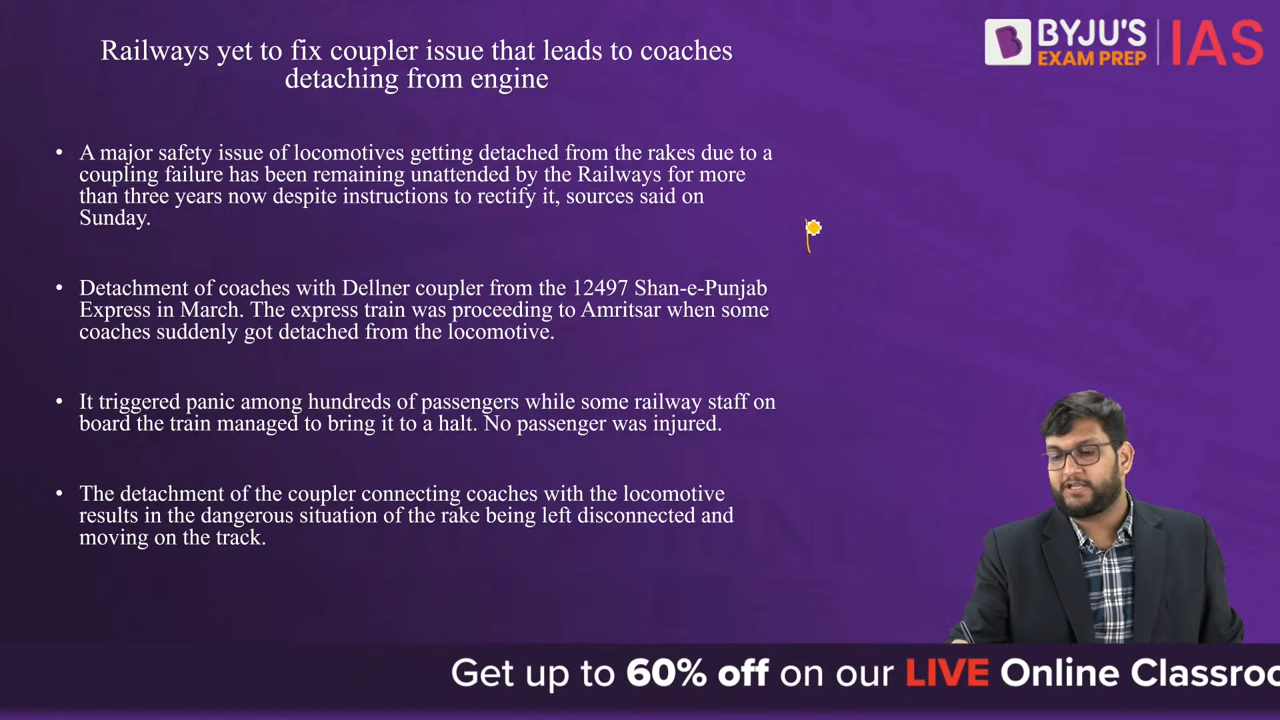 Railways yet to fix coupler issue that leads to coaches
detaching from engine
BYJU'S
EXAM PREP
IAS
• A major safety issue of locomotives getting detached from the rakes due to a
coupling failure has been remaining unattended by the Railways for more
than three years now despite instructions to rectify it, sources said on
Sunday.
• Detachment of coaches with Dellner coupler from the 12497 Shan-e-Punjab
Express in March. The express train was proceeding to Amritsar when some
coaches suddenly got detached from the locomotive.
• It triggered panic among hundreds of passengers while some railway staff on
board the train managed to bring it to a halt. No passenger was injured.
• The detachment of the coupler connecting coaches with the locomotive
results in the dangerous situation of the rake being left disconnected and
moving on the track.
Get up to 60% off on our LIVE Online Classroo